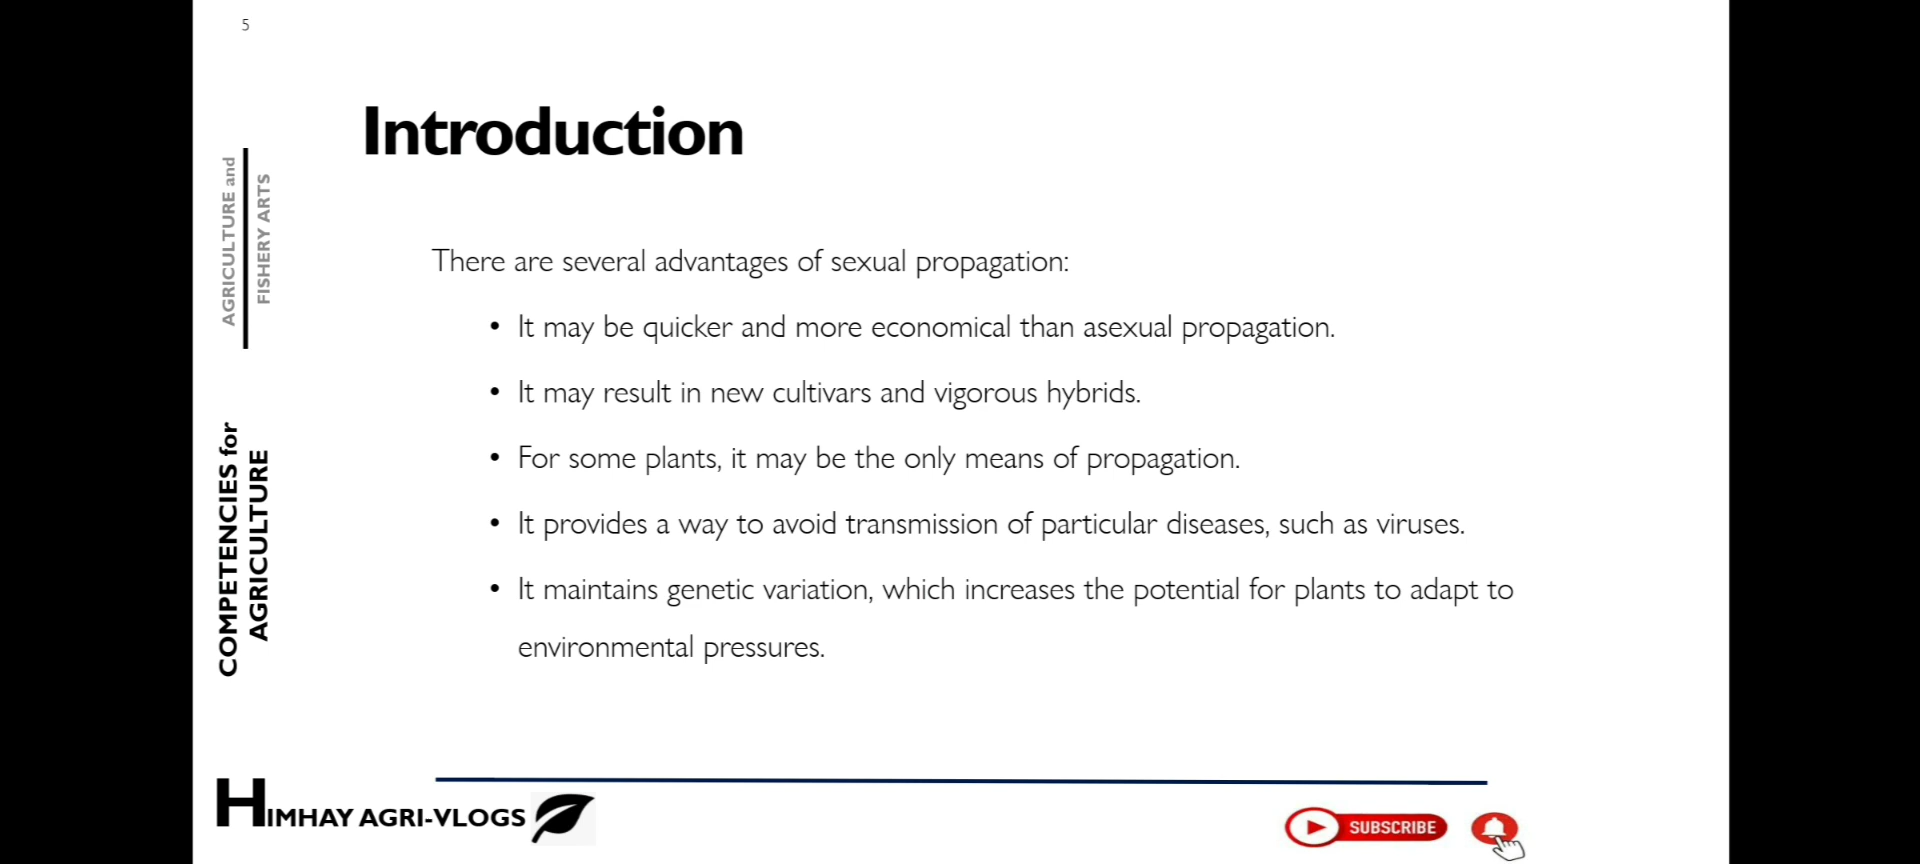 5
Introduction
AGRICULTURE and
FISHERY ARTS
There are several advantages of sexual propagation:
• It may be quicker and more economical than asexual propagation.
• It may result in new cultivars and vigorous hybrids.
• For some plants, it may be the only means of propagation.
• It provides a way to avoid transmission of particular diseases, such as viruses.
• It maintains genetic variation, which increases the potential for plants to adapt to
environmental pressures.
COMPETENCIES for
AGRICULTURE
HIMHAY AGRI-VLOGS
SUBSCRIBE